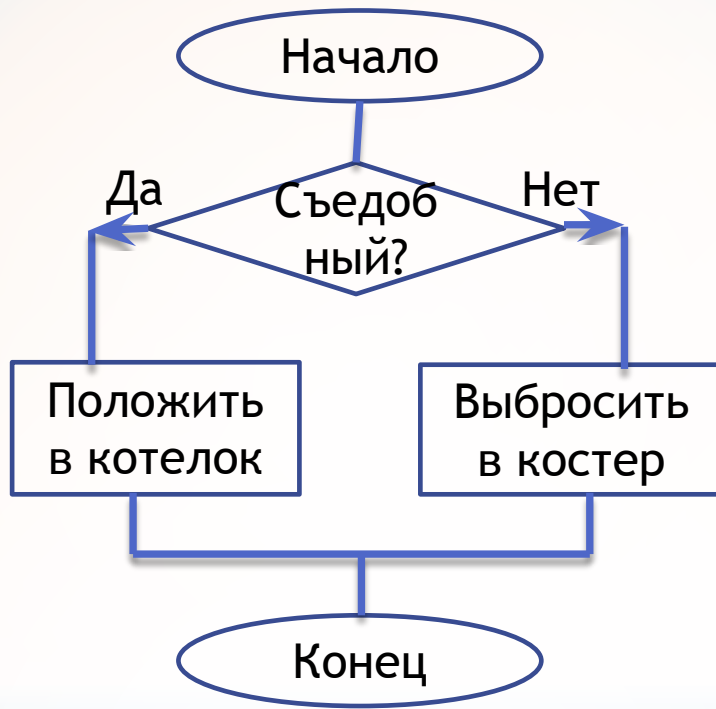 Начало
Да
Съедоб
ный?
Нет
Положить
в котелок
Выбросить
в костер
Конец